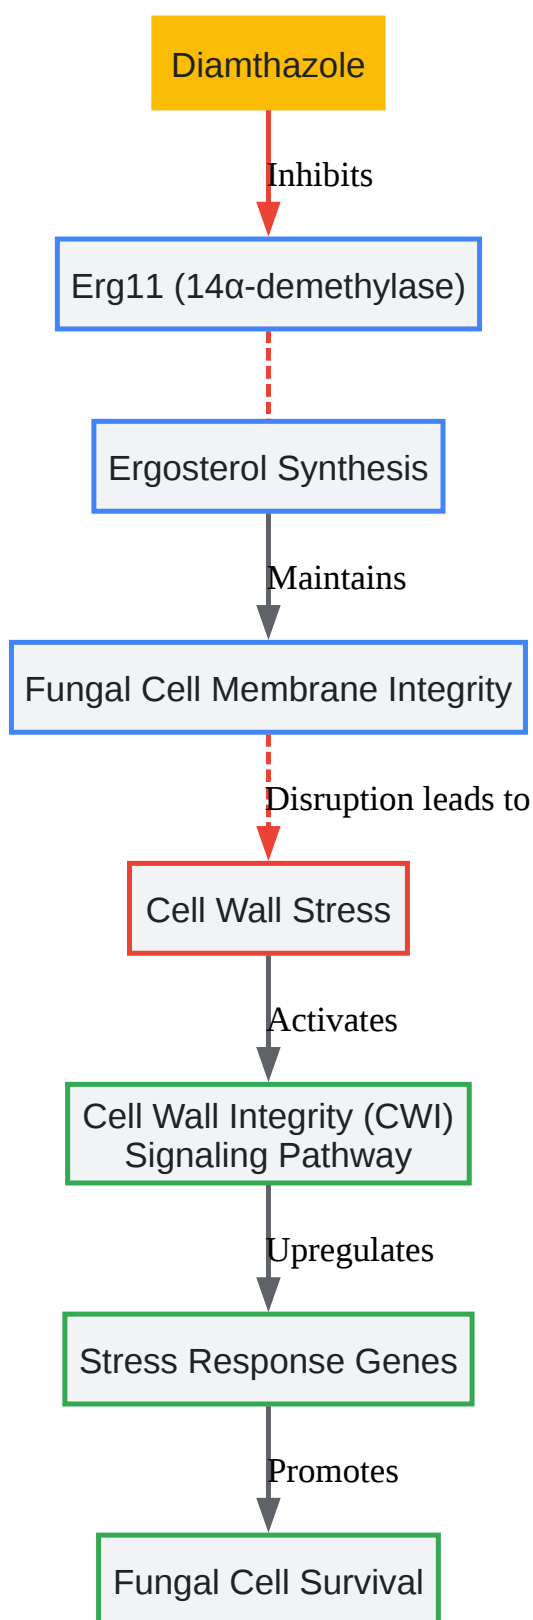 Diamthazole
Inhibits
Erg11 (14α-demethylase)
Ergosterol Synthesis
Maintains
Fungal Cell Membrane Integrity
Disruption leads to
Cell Wall Stress
Activates
Cell Wall Integrity (CWI)
Signaling Pathway
Upregulates
Stress Response Genes
Promotes
Fungal Cell Survival